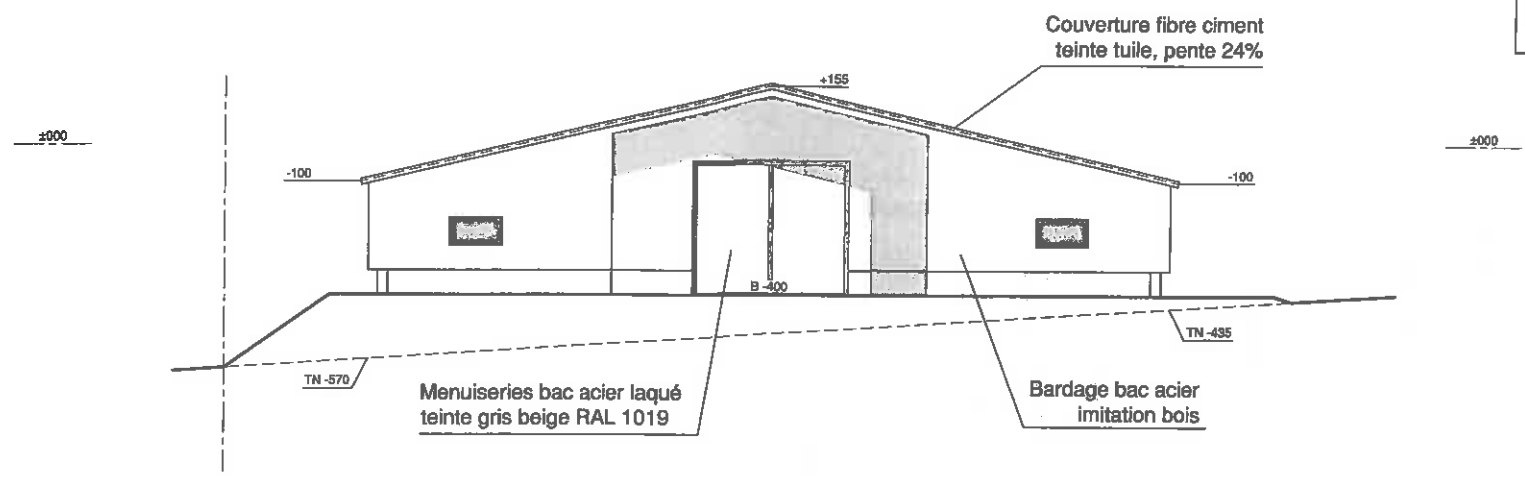 Couverture fibre ciment
teinte tuile, pente 24%
+155
±000
±000
-100
-100
B -400
TN -435
TN -570
Menuiseries bac acier laqué
teinte gris beige RAL 1019
Bardage bac acier
imitation bois